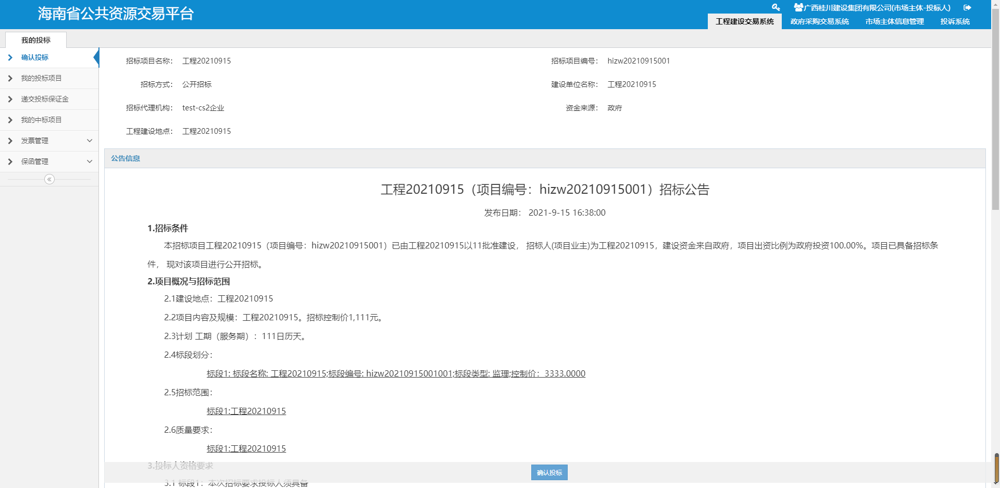 海南省公共资源交易平台
广西桂川建设集团有限公司(市场主体-投标人)
工程建设交易系统 政府采购交易系统 市场主体信息管理 投诉系统
我的投标
确认投标
我的投标项目
递交投标保证金
我的中标项目
发票管理
保函管理
招标项目名称： 工程20210915 招标项目编号： hizw20210915001
招标方式： 公开招标 建设单位名称： 工程20210915
招标代理机构： test-cs2企业 资金来源： 政府
工程建设地点： 工程20210915
公告信息
工程20210915（项目编号：hizw20210915001）招标公告
发布日期： 2021-9-15 16:38:00
1.招标条件
本招标项目工程20210915（项目编号：hizw20210915001）已由工程20210915以11批准建设， 招标人(项目业主)为工程20210915，建设资金来自政府，项目出资比例为政府投资100.00%。项目已具备招标条
件， 现对该项目进行公开招标。
2.项目概况与招标范围
2.1建设地点：工程20210915
2.2项目内容及规模：工程20210915。招标控制价1,111元。
2.3计划 工期（服务期）：111日历天。
2.4标段划分：
标段1: 标段名称: 工程20210915;标段编号: hizw20210915001001;标段类型: 监理;控制价：3333.0000
2.5招标范围：
标段1:工程20210915
2.6质量要求：
标段1:工程20210915
3.投标人资格要求
3.1 标段1：本次招标要求投标人须具备
确认投标